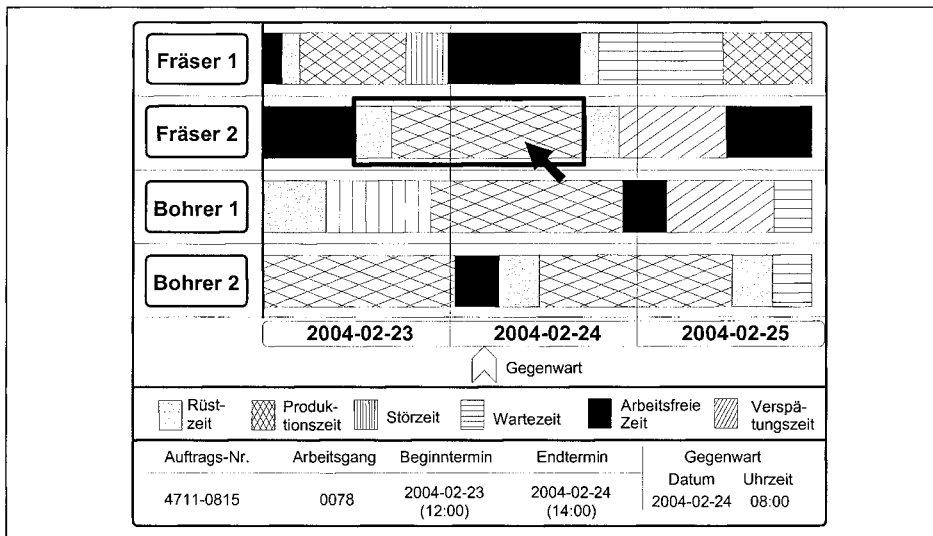 Fräser 1
Fräser 2
Bohrer 1
Bohrer 2
2004-02-23 2004-02-24 2004-02-25
Gegenwart
Rüst-
zeit
Produk-
tionszeit
Störzeit
Wartezeit
Arbeitsfreie
Zeit
Verspä-
tungszeit
Auftrags-Nr. Arbeitsgang Beginntermin Endtermin Gegenwart
Datum Uhrzeit
4711-0815 0078 2004-02-23 2004-02-24 2004-02-24 08:00
(12:00) (14:00)